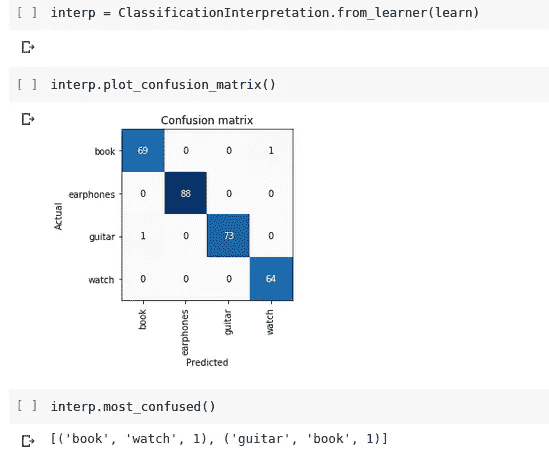 [ ] interp = ClassificationInterpretation.from_learner(learn)
[ ] interp.plot_confusion_matrix()
Confusion matrix
book 69 0 0 1
earphones 0 88 0 0
guitar 1 0 73 0
watch 0 0 0 64
Actual
book earphones guitar watch
Predicted
[ ] interp.most_confused()
[('book', 'watch', 1), ('guitar', 'book', 1)]